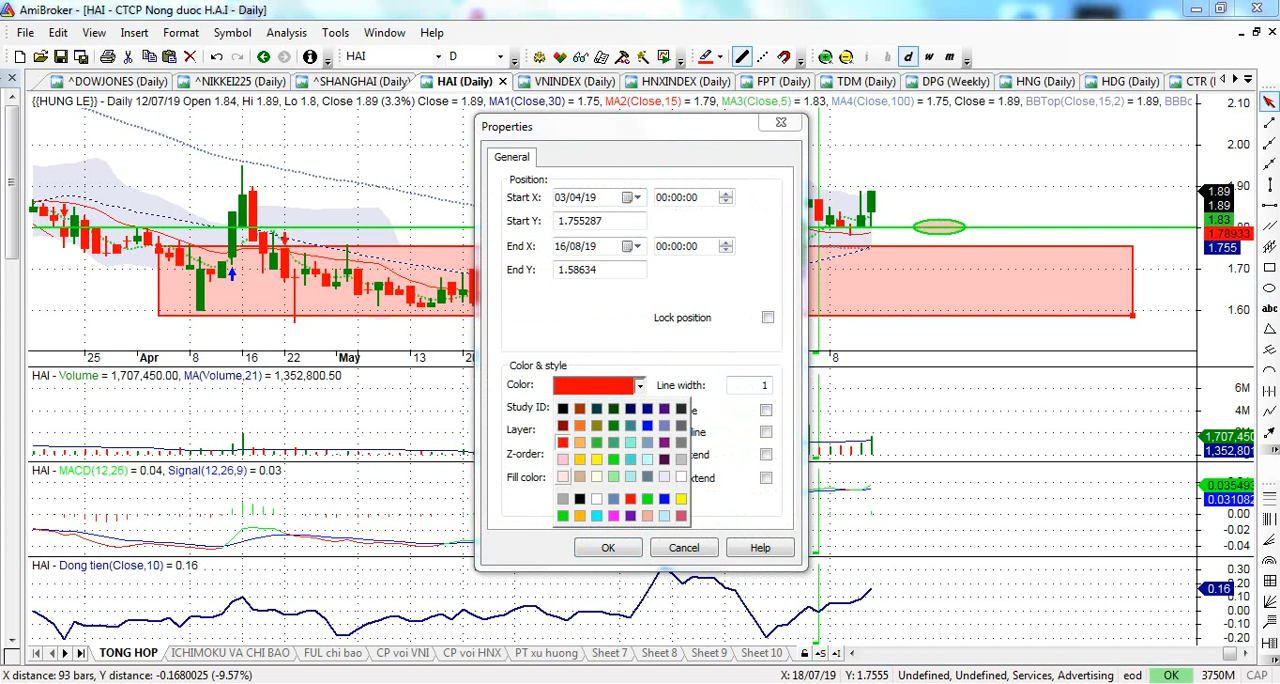 AmiBroker - [HAI - CTCP Nong duoc H.A.I - Daily]
File Edit View Insert Format Symbol Analysis Tools Window Help
HAI D d w m
^DOWJONES (Daily) ^NIKKEI225 (Daily) ^SHANGHAI (Daily) HAI (Daily) VNINDEX (Daily) HNXINDEX (Daily) FPT (Daily) TDM (Daily) DPG (Weekly) HNG (Daily) HDG (Daily) CTR (
{{HUNG LE}} - Daily 12/07/19 Open 1.84, Hi 1.89, Lo 1.8, Close 1.89 (3.3%) Close = 1.89, MA1(Close,30) = 1.75, MA2(Close,15) = 1.79, MA3(Close,5) = 1.83, MA4(Close,100) = 1.75, Close = 1.89, BBTop(Close,15,2) = 1.89,
2.10
2.00
1.90
1.89
1.89
1.83
1.78933
1.755
1.70
1.60
abc
25 Apr 8 16 22 May 13 8
Properties
General
Position:
Start X: 03/04/19 00:00:00
Start Y: 1.755287
End X: 16/08/19 00:00:00
End Y: 1.58634
Lock position
Color & style
Color: Line width: 1
Study ID:
Layer:
Z-order:
Fill color:
OK Cancel Help
HAI - Volume = 1,707,450.00, MA(Volume,21) = 1,352,800.50
6M
4M
1,707,450
1,352,801
HAI - MACD(12,26) = 0.04, Signal(12,26,9) = 0.03
0.035493
0.031082
0.00
-0.02
-0.04
HAI - Dong tien(Close,10) = 0.16
0.30
0.16
0.00
-0.10
-0.20
TONG HOP ICHIMOKU VA CHI BAO FUL chi bao CP voi VNI CP voi HNX PT xu huong Sheet 7 Sheet 8 Sheet 9 Sheet 10
X distance: 93 bars, Y distance: -0.1680025 (-9.57%) X: 18/07/19 Y: 1.7555 Undefined, Undefined, Services, Advertising eod OK 3750M CAP